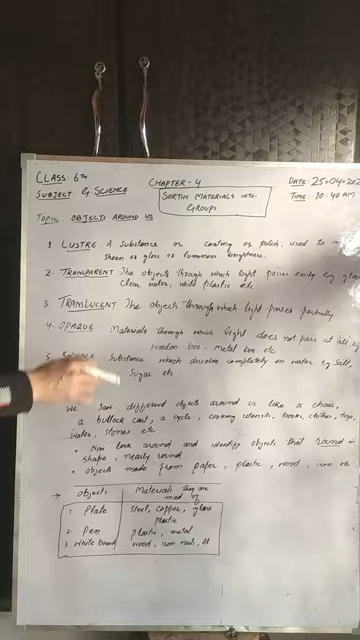 CLASS 6TH
CHAPTER-4
DATE: 25-04-202
SUBJECT G. SCIENCE
SORTIN MATERIALS INTO-
GROUPS
TIME: 10:40 AM
TOPIC. OBJECTS AROUND US
1 LUSTRE. A substance or coating or polish, used to
Sheen or gloss or luminous brightness.
2. TRANSPARENT The objects through which light passes easily eg glass
Clean water, white plastic etc
3. TRANSLUCENT. The objects through which light passes partially.
4. OPAQUE Materials through which light does not pass at all eg
Wooden box. metal box etc
5. Substance which dissolve completely on water eg Salt,
Sugar etc
We Saw different objects around us like a chair,
a bullock cart, a cycle, cooking utensils, books, clothes, toys,
Water, Stones etc
Now look around and identify objects that round in
shape, nearly round
objects made from paper, plastic, wood, iron etc
→ Objects Materials they are
made of
1 Plate Steel, Copper, glass
plastic
2. Pen plastic, metal
3. White board wood, iron nails, Al